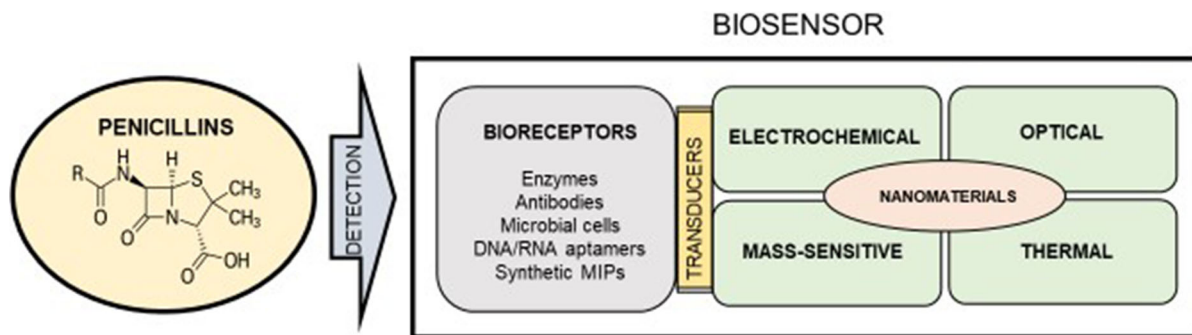 BIOSENSOR
PENICILLINS
H
N
H
R
S
CH3
CH3
O
N
O
O
OH
DETECTION
BIORECEPTORS
Enzymes
Antibodies
Microbial cells
DNA/RNA aptamers
Synthetic MIPs
TRANSDUCERS
ELECTROCHEMICAL
OPTICAL
NANOMATERIALS
MASS-SENSITIVE
THERMAL